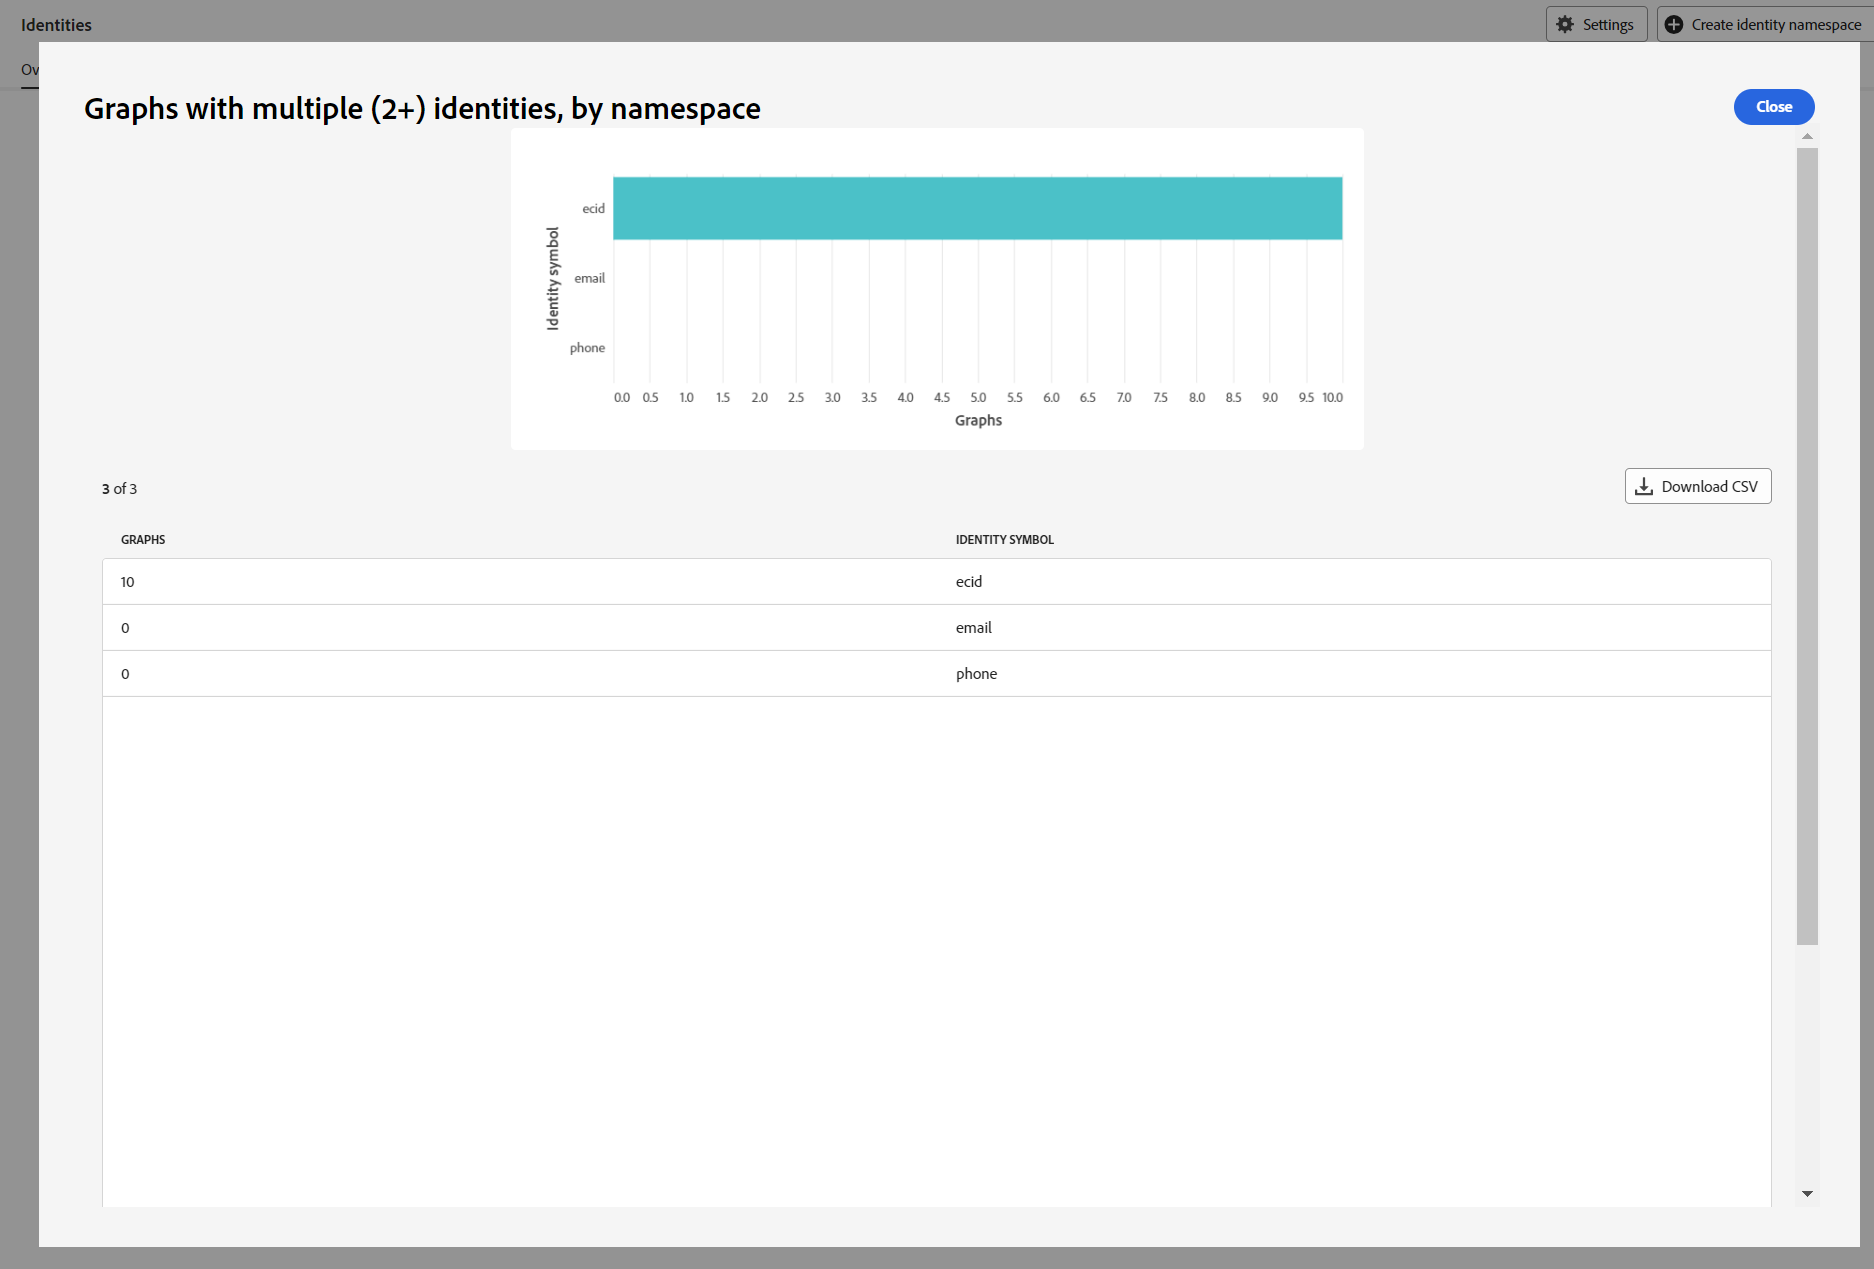 Identities
Settings
Create identity namespace
Ov
Graphs with multiple (2+) identities, by namespace
Close
Identity symbol
ecid
email
phone
0.0 0.5 1.0 1.5 2.0 2.5 3.0 3.5 4.0 4.5 5.0 5.5 6.0 6.5 7.0 7.5 8.0 8.5 9.0 9.5 10.0
Graphs
3 of 3
Download CSV
GRAPHS IDENTITY SYMBOL
10 ecid
0 email
0 phone